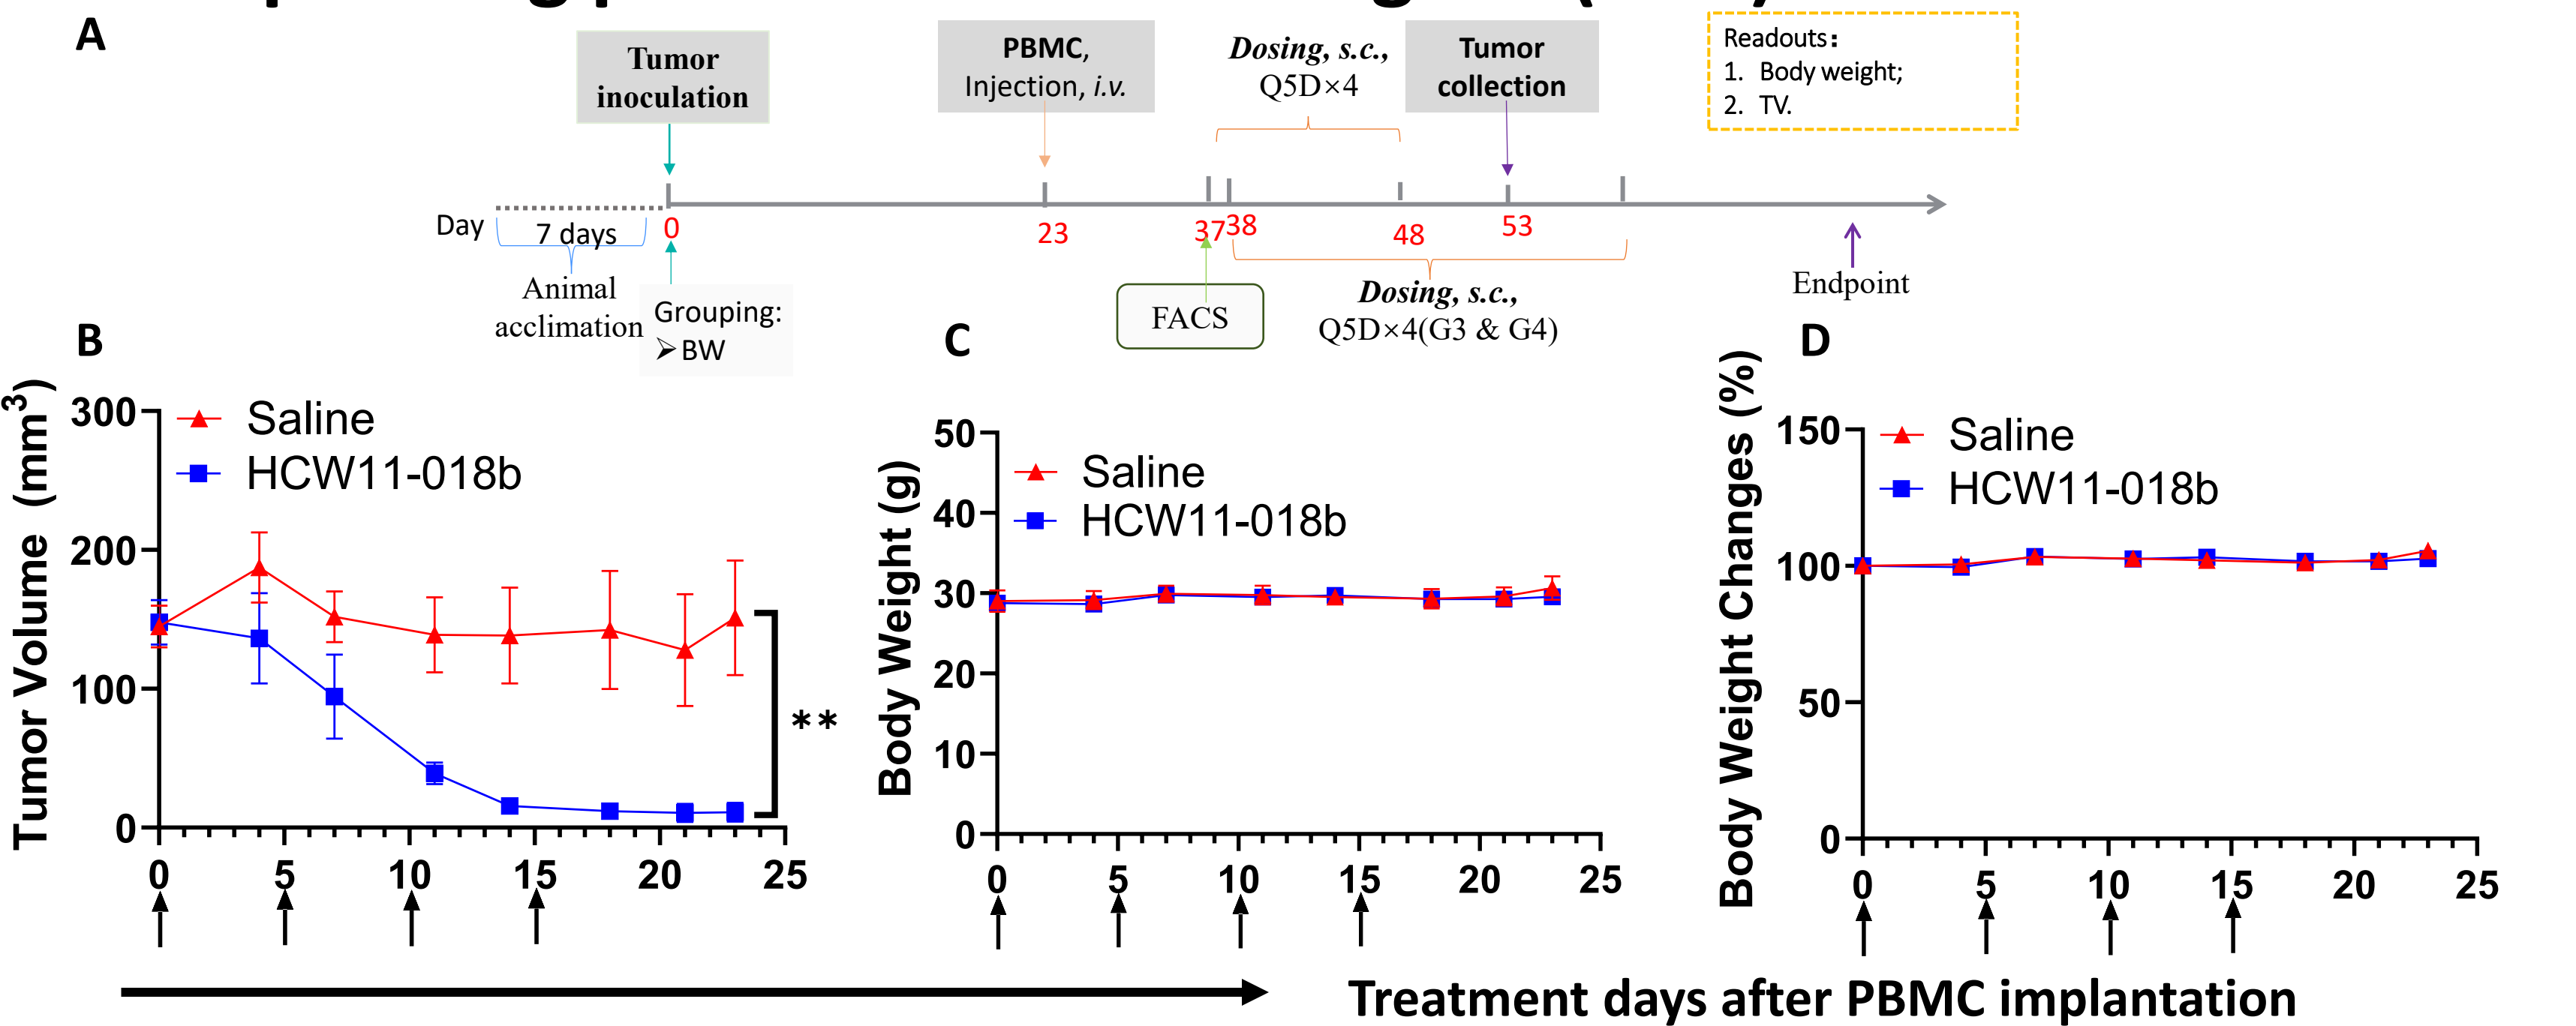 A
Tumor
inoculation
PBMC,
Injection, i.v.
Dosing, s.c.,
Q5D×4
Tumor
collection
Readouts:
1. Body weight;
2. TV.
Day
7 days
0
23
37
38
48
53
Animal
acclimation
Grouping:
➢BW
FACS
Dosing, s.c.,
Q5D×4(G3 & G4)
Endpoint
B
Tumor Volume (mm³)
300
200
100
0
Saline
HCW11-018b
**
0 5 10 15 20 25
C
Body Weight (g)
50
40
30
20
10
0
Saline
HCW11-018b
0 5 10 15 20 25
D
Body Weight Changes (%)
150
100
50
0
Saline
HCW11-018b
0 5 10 15 20 25
Treatment days after PBMC implantation